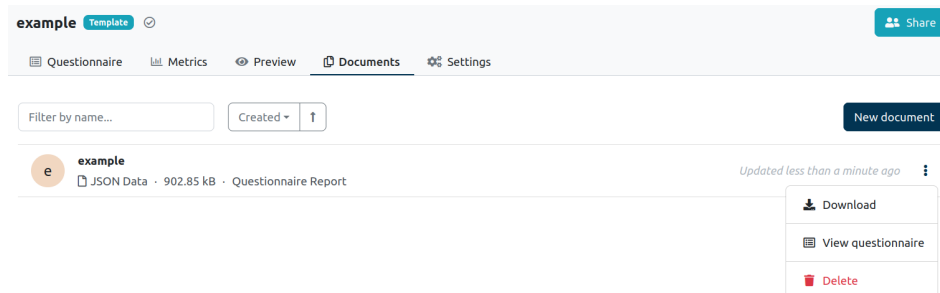 example Template
Share
Questionnaire Metrics Preview Documents Settings
Filter by name... Created New document
e
example
JSON Data · 902.85 kB · Questionnaire Report
Updated less than a minute ago
Download
View questionnaire
Delete